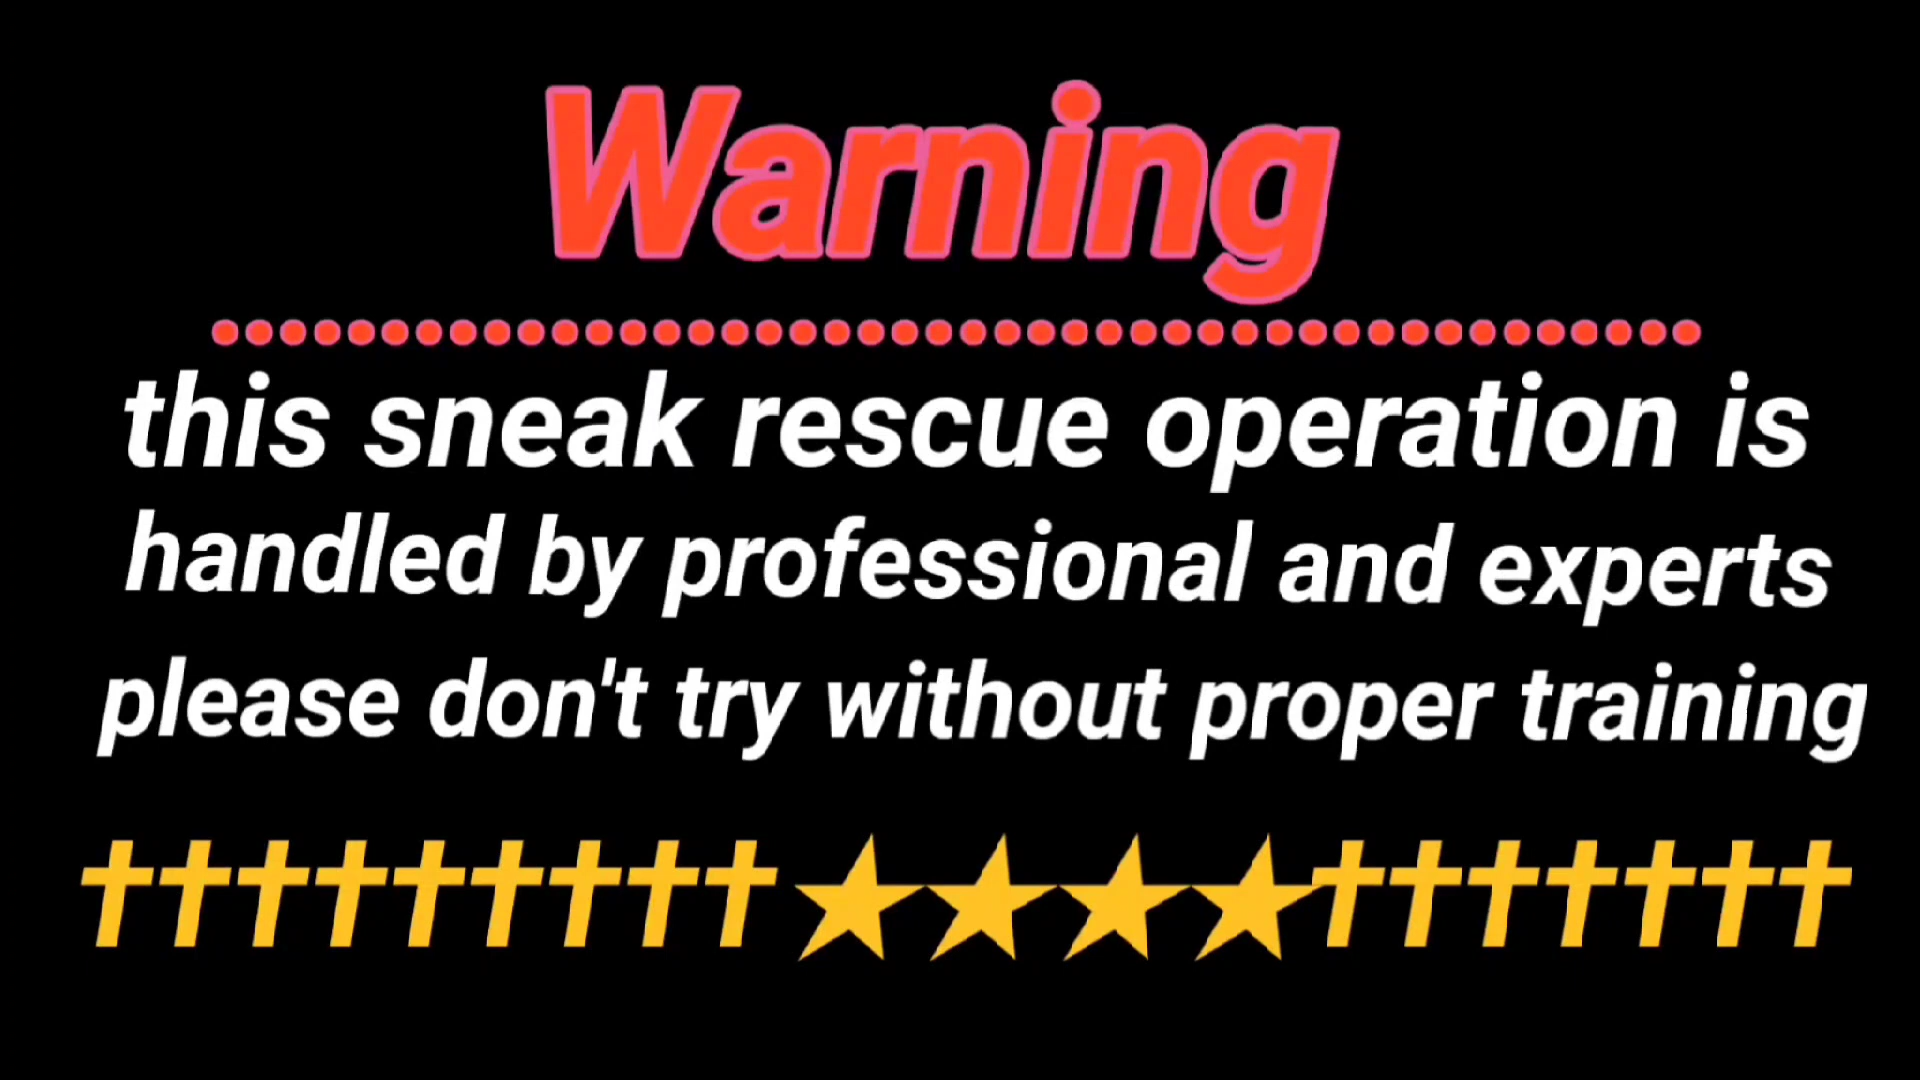 Warning
this sneak rescue operation is
handled by professional and experts
please don't try without proper training
†††††††††★★★★†††††††